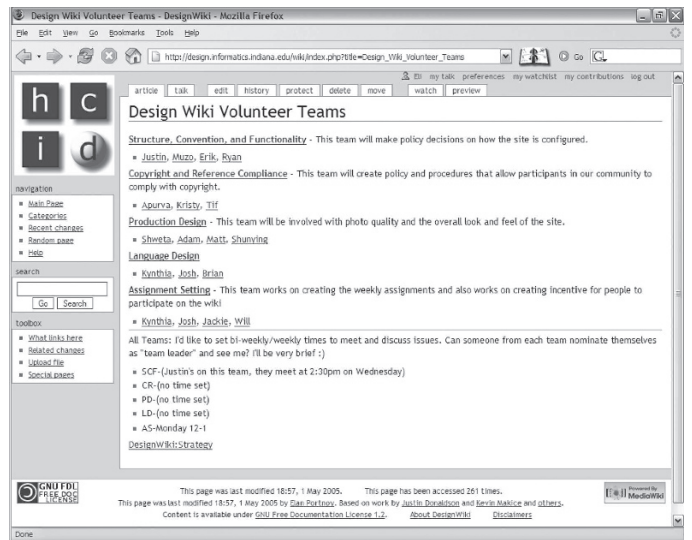 Design Wiki Volunteer Teams - DesignWiki - Mozilla Firefox
File Edit View Go Bookmarks Tools Help
http://design.informatics.indiana.edu/wiki/index.php?title=Design_Wiki_Volunteer_Teams Go G
Eli my talk preferences my watchlist my contributions log out
article talk edit history protect delete move watch preview
h c
i d
Design Wiki Volunteer Teams
Structure, Convention, and Functionality - This team will make policy decisions on how the site is configured.
Justin, Muzo, Erik, Ryan
Copyright and Reference Compliance - This team will create policy and procedures that allow participants in our community to
comply with copyright.
Apurva, Kristy, Tif
Production Design - This team will be involved with photo quality and the overall look and feel of the site.
Shweta, Adam, Matt, Shunying
Language Design
Kynthia, Josh, Brian
Assignment Setting - This team works on creating the weekly assignments and also works on creating incentive for people to
participate on the wiki
Kynthia, Josh, Jackie, Will
All Teams: I'd like to set bi-weekly/weekly times to meet and discuss issues. Can someone from each team nominate themselves
as "team leader" and see me? I'll be very brief :)
SCF-(Justin's on this team, they meet at 2:30pm on Wednesday)
CR-(no time set)
PD-(no time set)
LD-(no time set)
AS-Monday 12-1
DesignWiki:Strategy
navigation
Main Page
Categories
Recent changes
Random page
Help
search
Go Search
toolbox
What links here
Related changes
Upload file
Special pages
GNU FDL
FREE DOC
LICENSE
This page was last modified 18:57, 1 May 2005. This page has been accessed 261 times.
This page was last modified 18:57, 1 May 2005 by Elan Portnoy. Based on work by Justin Donaldson and Kevin Makice and others.
Content is available under GNU Free Documentation License 1.2. About DesignWiki Disclaimers
Powered By
MediaWiki
Done